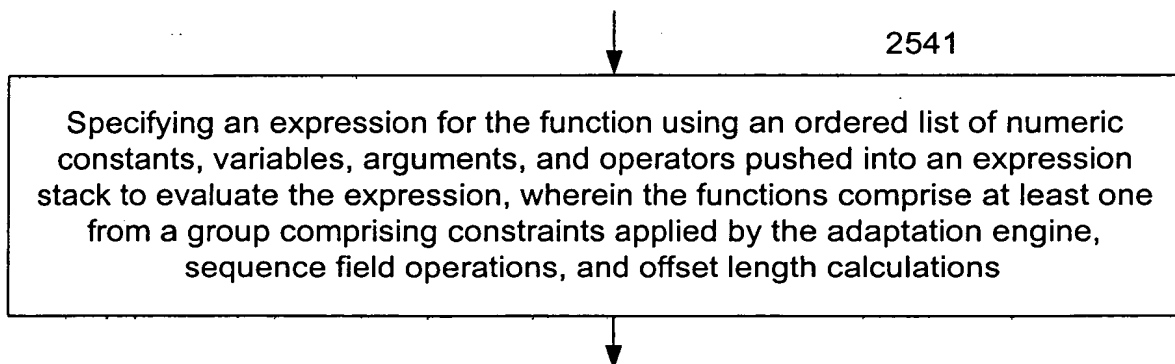 2541
Specifying an expression for the function using an ordered list of numeric
constants, variables, arguments, and operators pushed into an expression
stack to evaluate the expression, wherein the functions comprise at least one
from a group comprising constraints applied by the adaptation engine,
sequence field operations, and offset length calculations